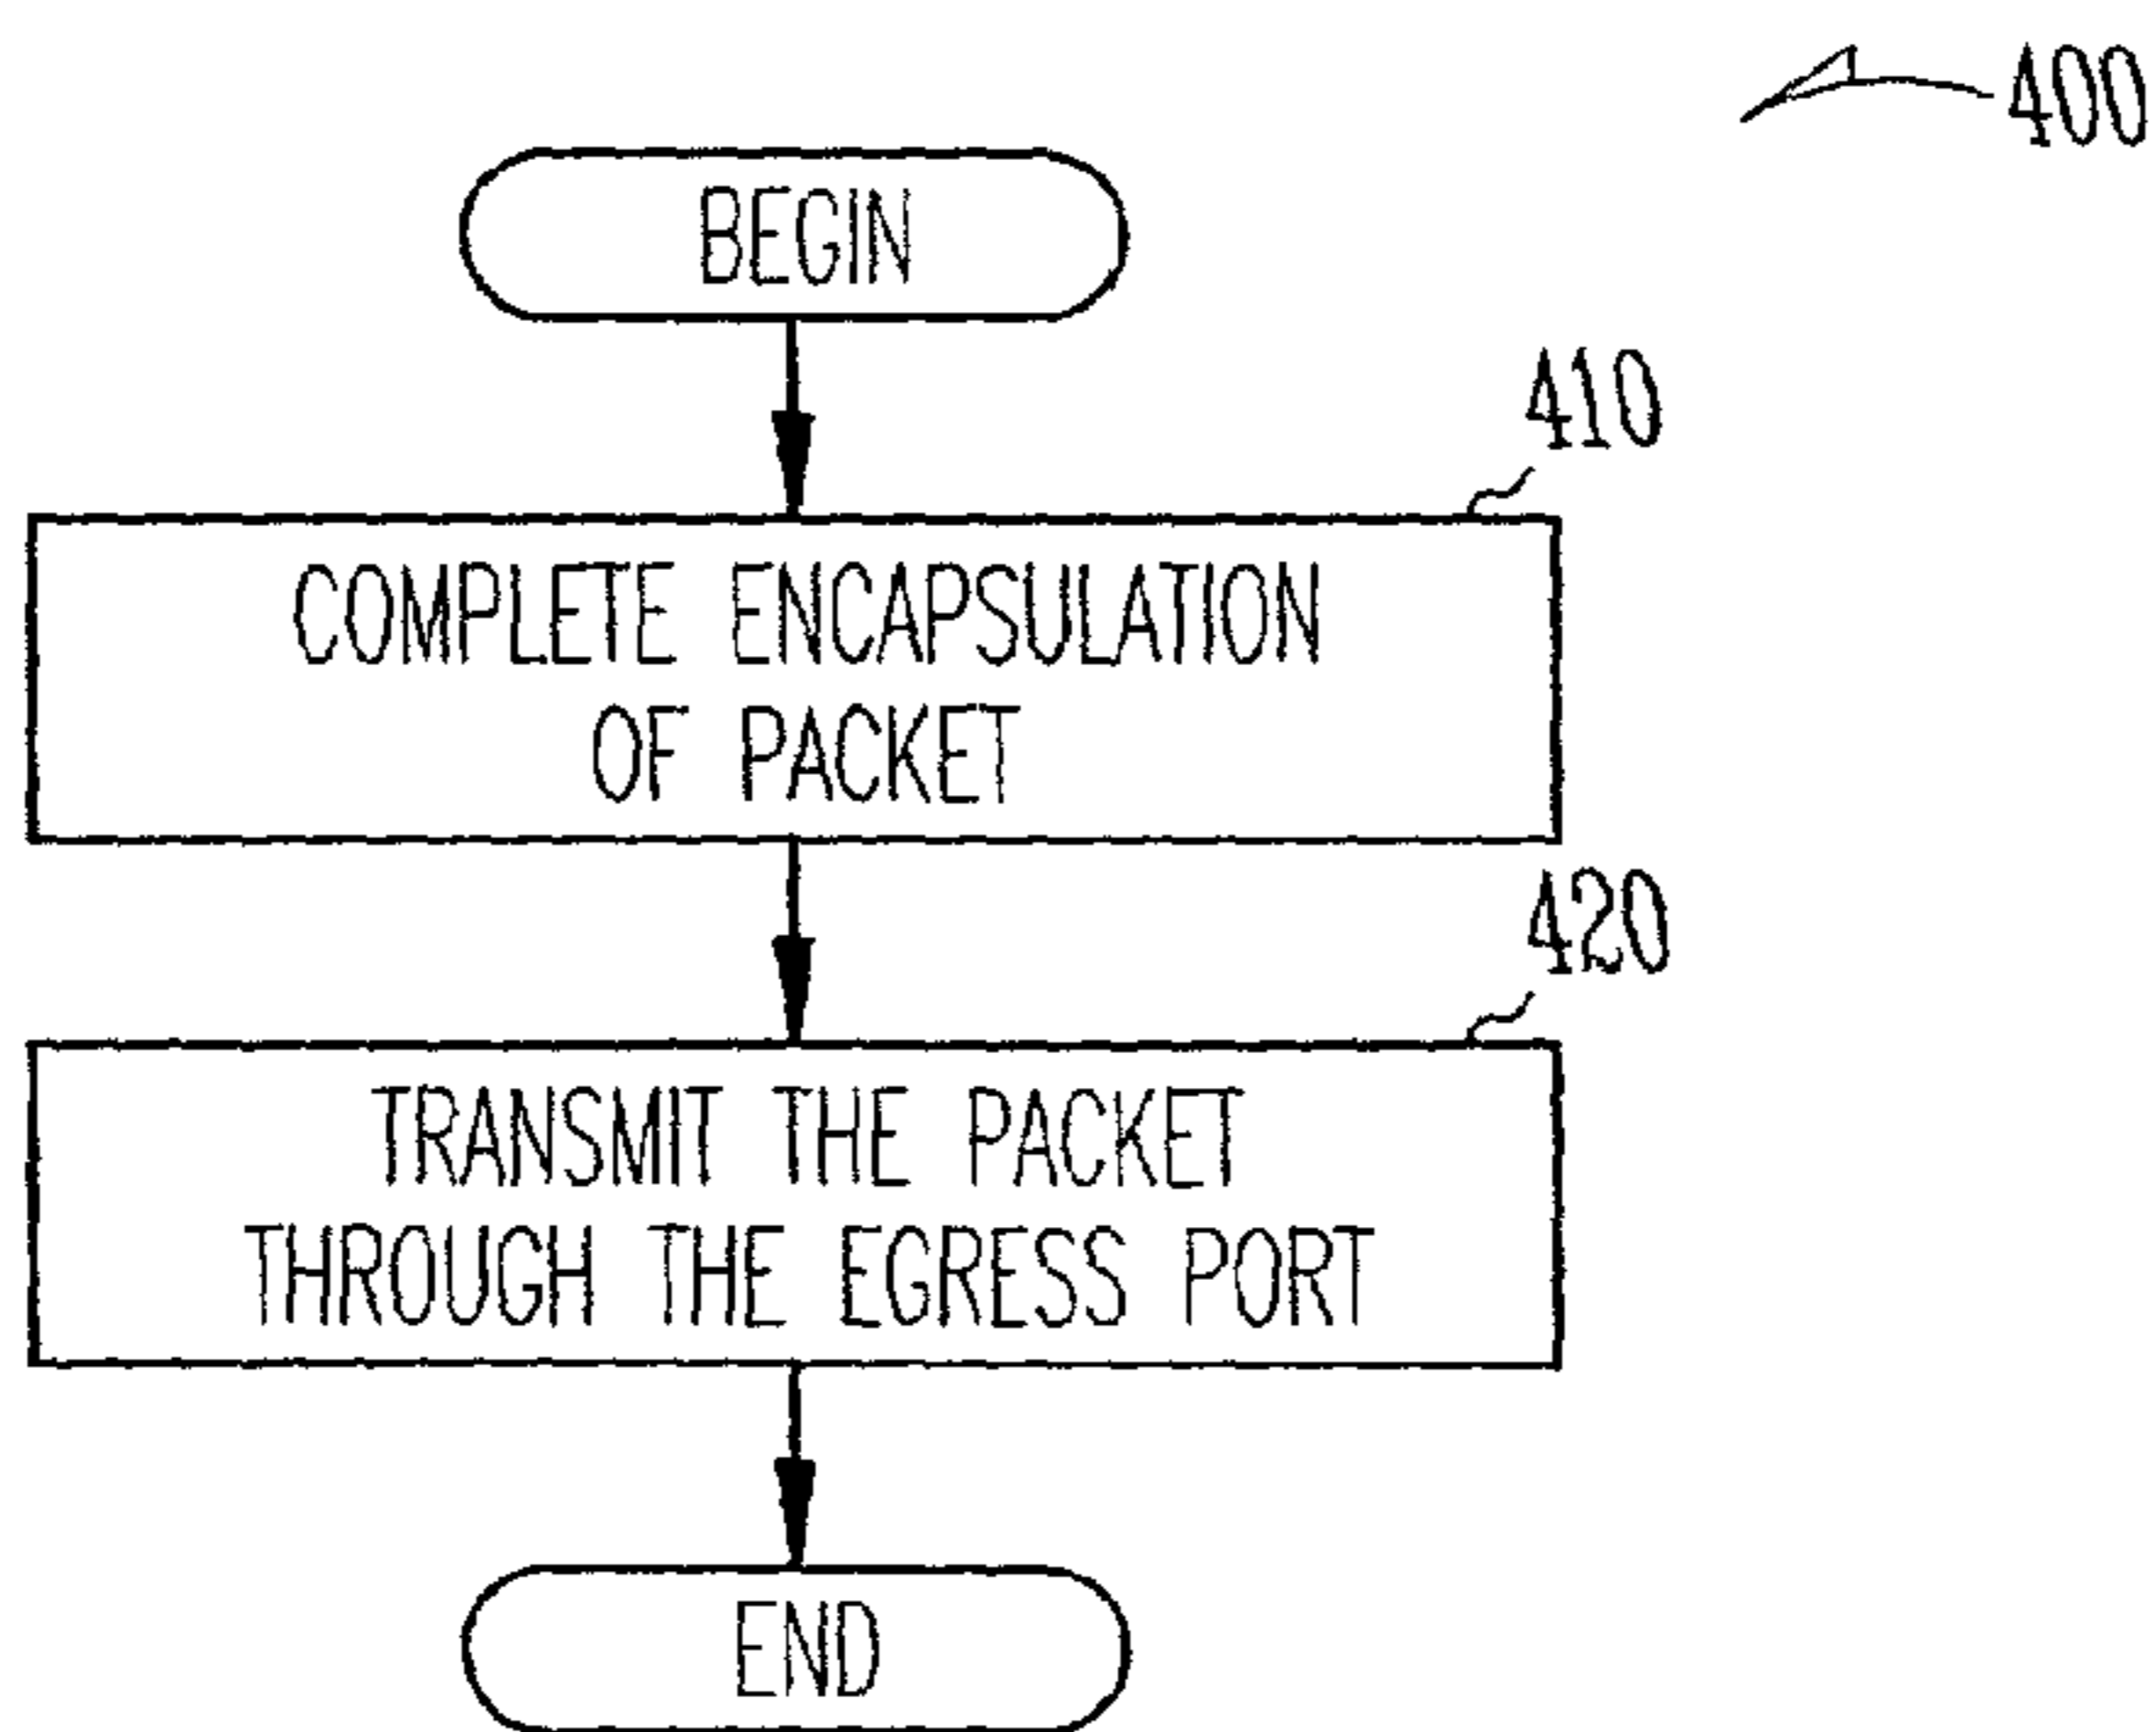 400
BEGIN
410
COMPLETE ENCAPSULATION
OF PACKET
420
TRANSMIT THE PACKET
THROUGH THE EGRESS PORT
END